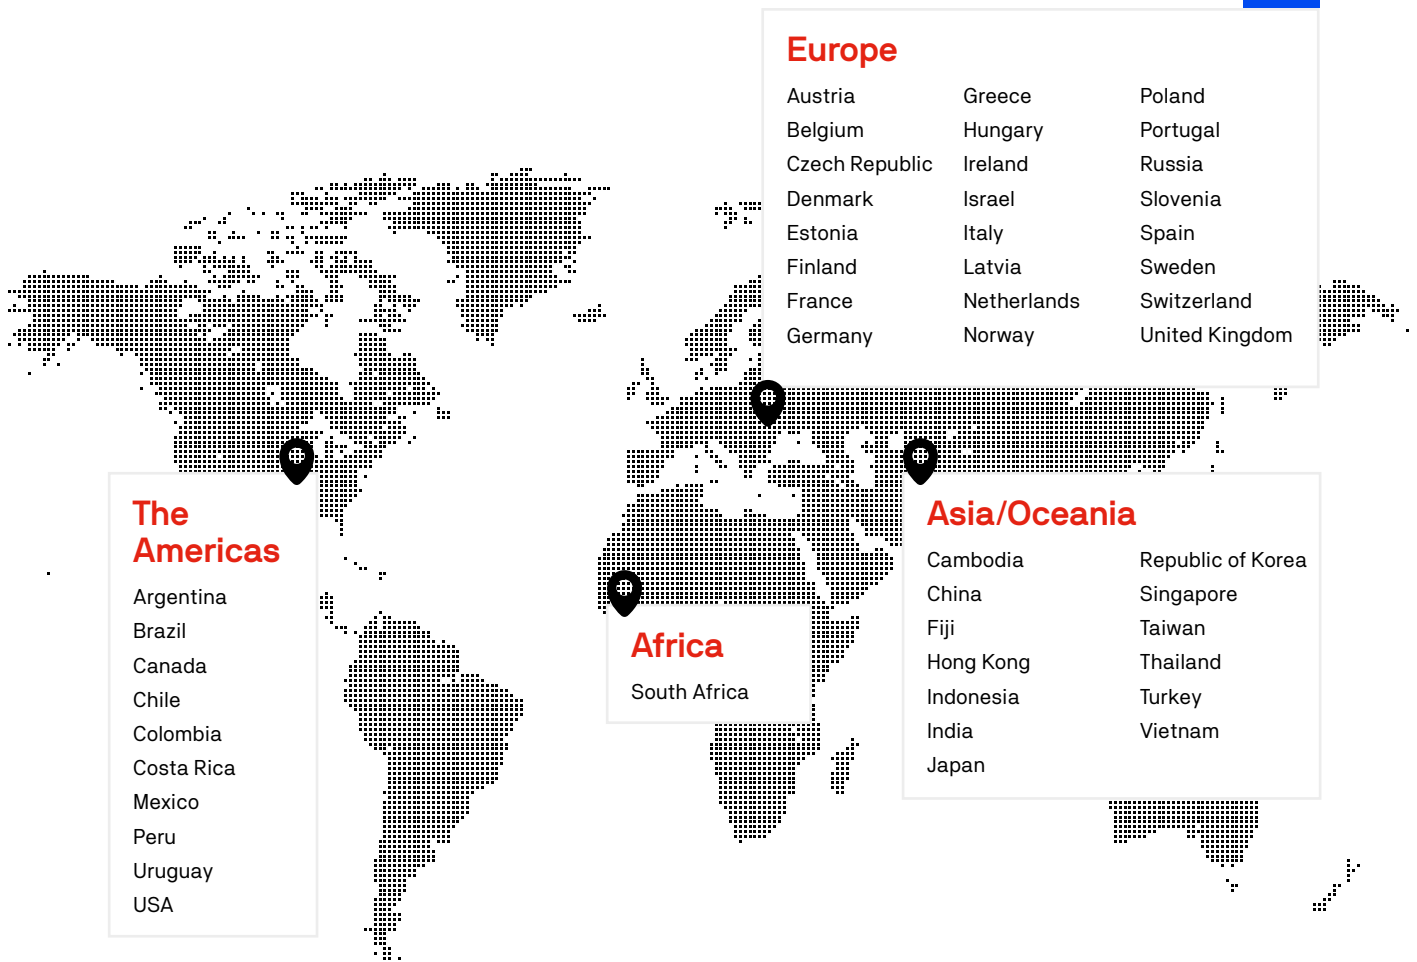 Europe
Austria
Belgium
Czech Republic
Denmark
Estonia
Finland
France
Germany
Greece
Hungary
Ireland
Israel
Italy
Latvia
Netherlands
Norway
Poland
Portugal
Russia
Slovenia
Spain
Sweden
Switzerland
United Kingdom
The
Americas
Argentina
Brazil
Canada
Chile
Colombia
Costa Rica
Mexico
Peru
Uruguay
USA
Africa
South Africa
Asia/Oceania
Cambodia
China
Fiji
Hong Kong
Indonesia
India
Japan
Republic of Korea
Singapore
Taiwan
Thailand
Turkey
Vietnam